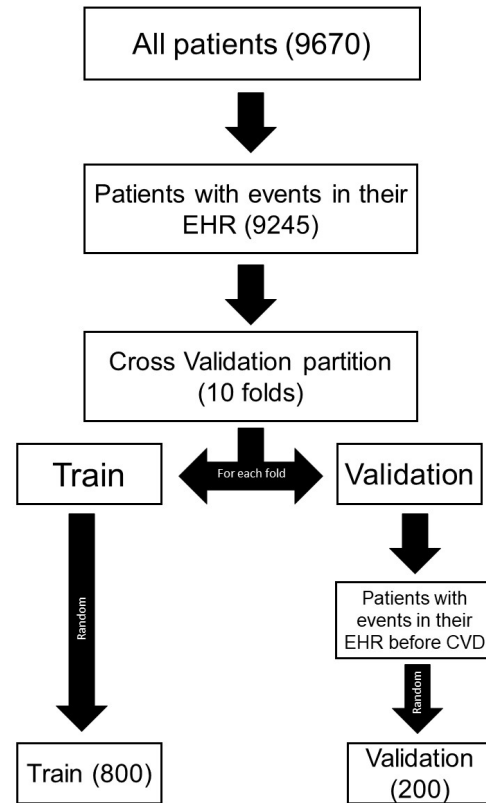 All patients (9670)
Patients with events in their
EHR (9245)
Cross Validation partition
(10 folds)
Train
For each fold
Validation
Random
Patients with
events in their
EHR before CVD
Random
Train (800)
Validation
(200)